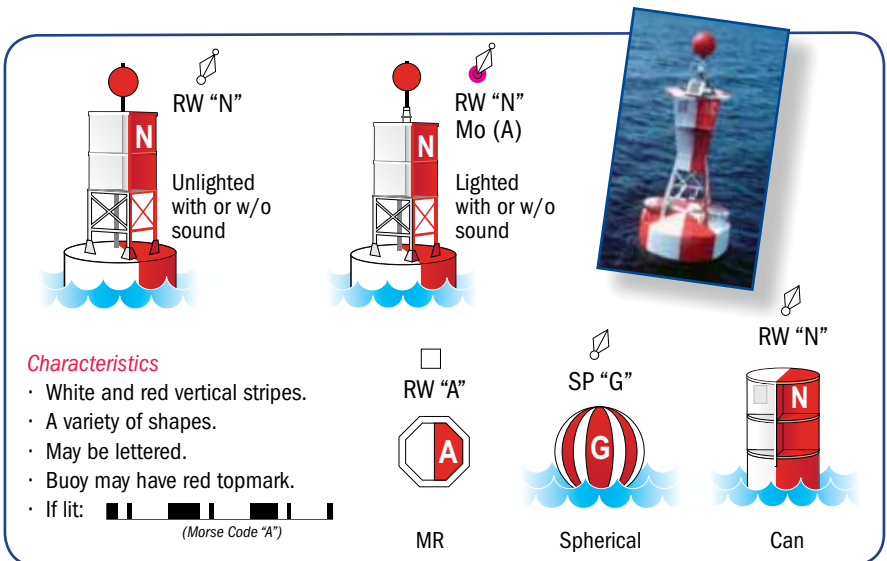 RW “N”
N
Unlighted
with or w/o
sound
RW “N”
Mo (A)
N
Lighted
with or w/o
sound
Characteristics
· White and red vertical stripes.
· A variety of shapes.
· May be lettered.
· Buoy may have red topmark.
· If lit:
(Morse Code “A”)
RW “A”
A
MR
SP “G”
G
Spherical
RW “N”
N
Can